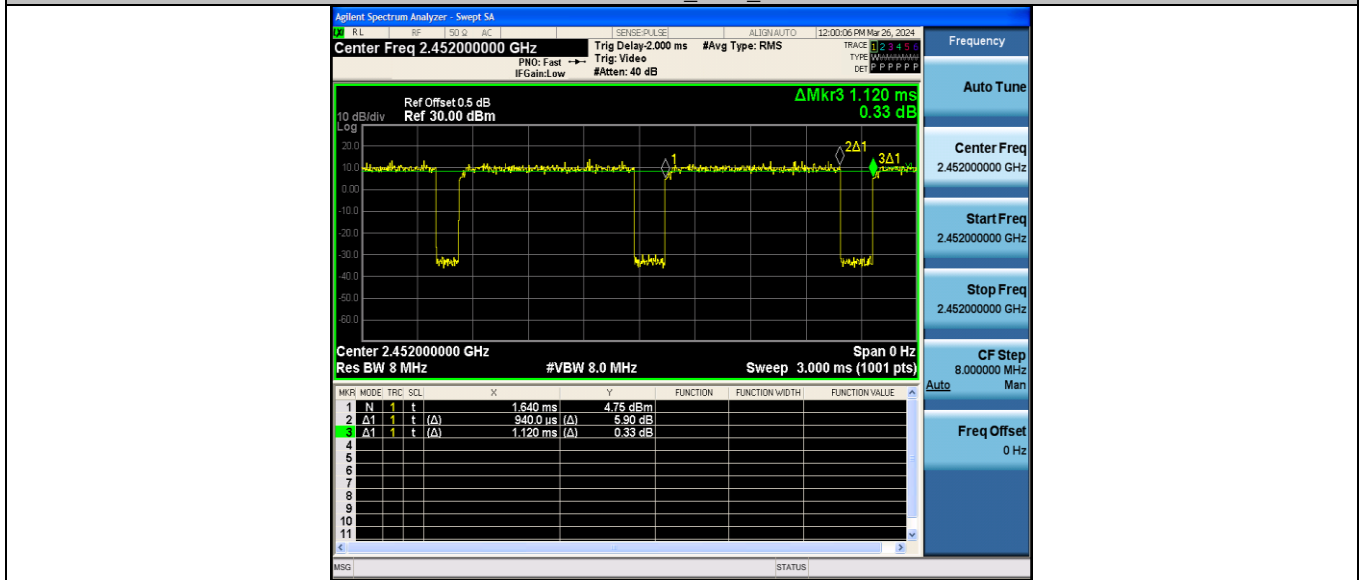 Agilent Spectrum Analyzer - Swept SA
RL RF 50 Ω AC SENSE:PULSE ALIGN AUTO 12:00:06 PM Mar 26, 2024
Center Freq 2.452000000 GHz Trig Delay-2.000 ms #Avg Type: RMS TRACE 1 2 3 4 5 6
PNO: Fast Trig: Video TYPE
IFGain:Low #Atten: 40 dB DET P P P P P P
Frequency
Auto Tune
Center Freq
2.452000000 GHz
Start Freq
2.452000000 GHz
Stop Freq
2.452000000 GHz
CF Step
8.000000 MHz
Auto Man
Freq Offset
0 Hz
ΔMkr3 1.120 ms
0.33 dB
Ref Offset 0.5 dB
10 dB/div Ref 30.00 dBm
Log
20.0
10.0
0.00
-10.0
-20.0
-30.0
-40.0
-50.0
-60.0
1
2Δ1
3Δ1
Center 2.452000000 GHz Span 0 Hz
Res BW 8 MHz #VBW 8.0 MHz Sweep 3.000 ms (1001 pts)
MKR MODE TRC SCL X Y FUNCTION FUNCTION WIDTH FUNCTION VALUE
1 N 1 t 1.640 ms 4.75 dBm
2 Δ1 1 t (Δ) 940.0 µs (Δ) 5.90 dB
3 Δ1 1 t (Δ) 1.120 ms (Δ) 0.33 dB
4
5
6
7
8
9
10
11
MSG STATUS